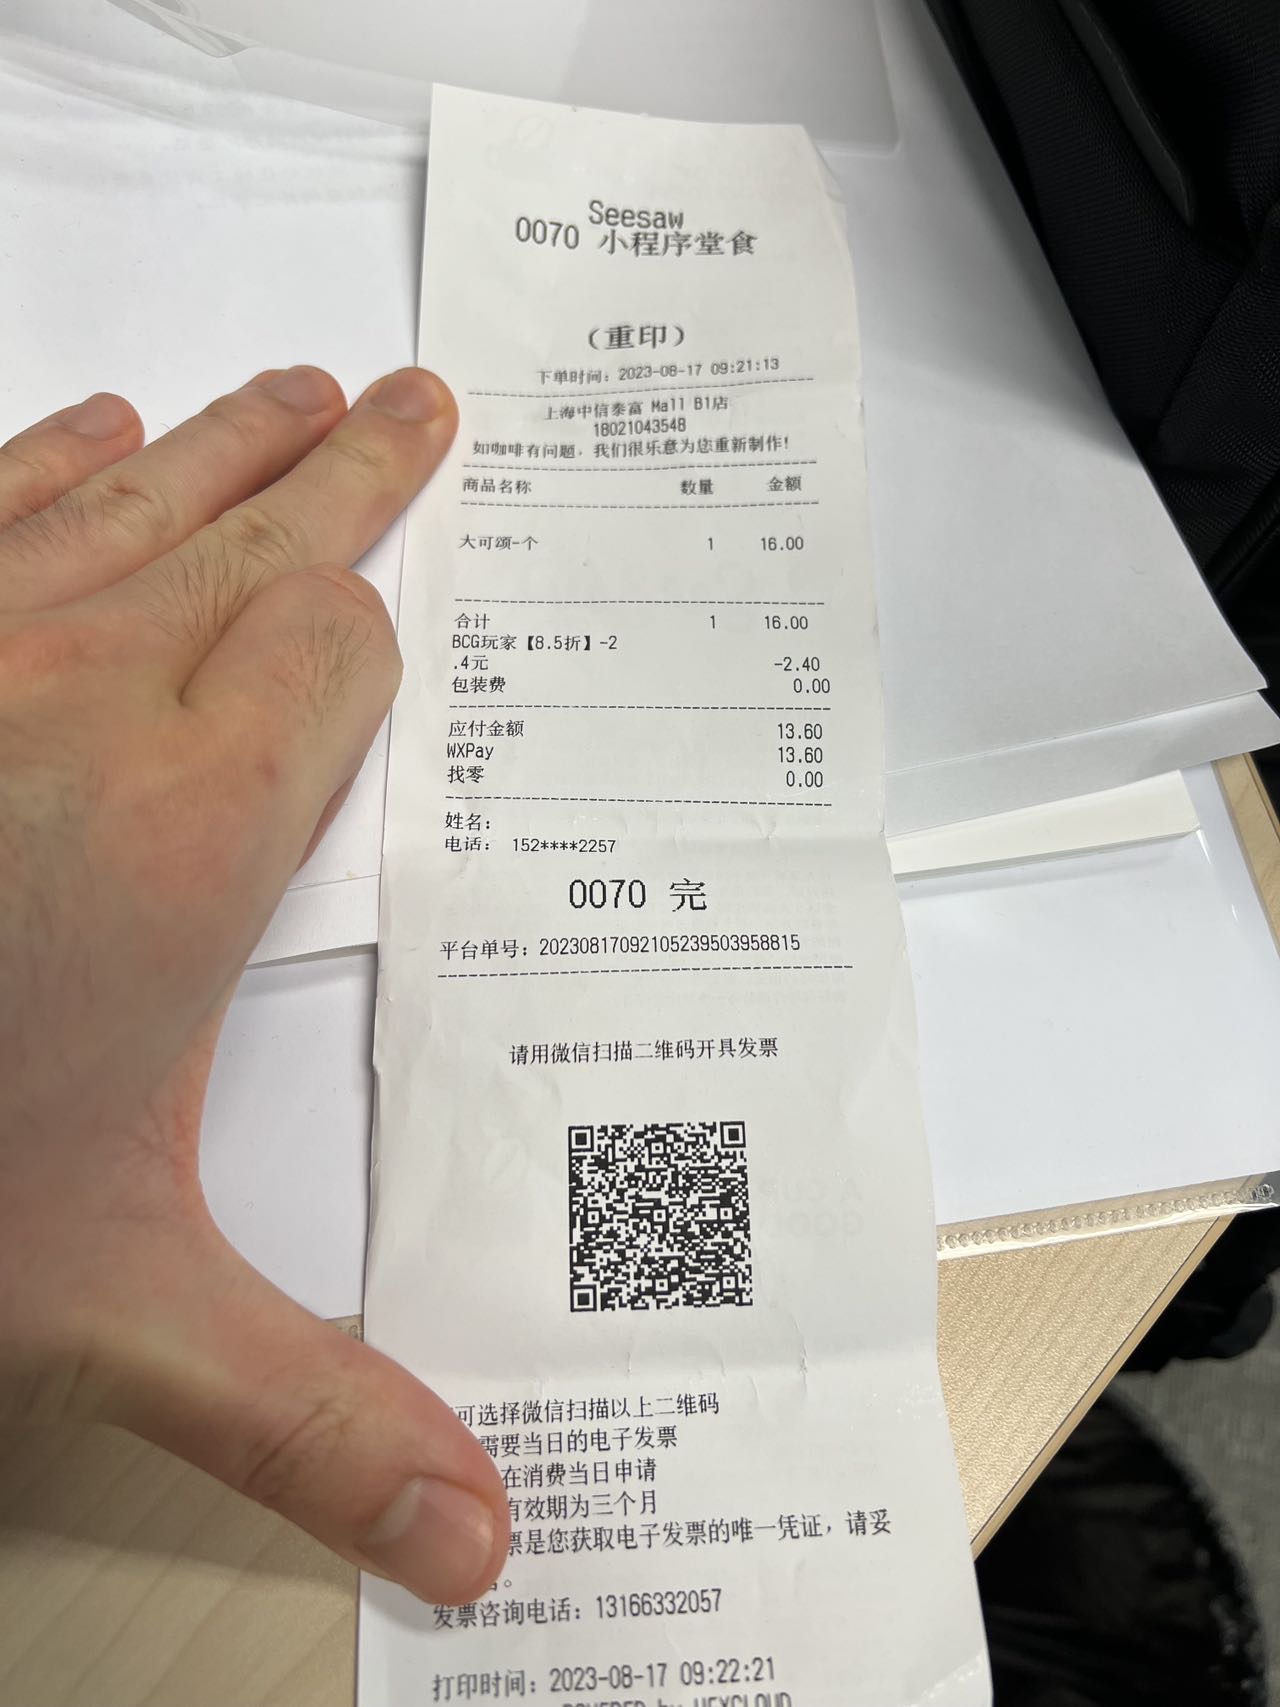 Seesaw
0070 小程序堂食
(重印)
下单时间：2023-08-17 09:21:13
上海中信泰富 Mall B1店
18021043548
如咖啡有问题，我们很乐意为您重新制作!
商品名称 数量 金额
大可颂-个 1 16.00
合计 1 16.00
BCG玩家【8.5折】-2
.4元 -2.40
包装费 0.00
应付金额 13.60
WXPay 13.60
找零 0.00
姓名：
电话： 152****2257
0070 完
平台单号：20230817092105239503958815
请用微信扫描二维码开具发票
可选择微信扫描以上二维码
需要当日的电子发票
在消费当日申请
有效期为三个月
票是您获取电子发票的唯一凭证，请妥
。
发票咨询电话：13166332057
打印时间：2023-08-17 09:22:21
POWERED by HEXCLOUD